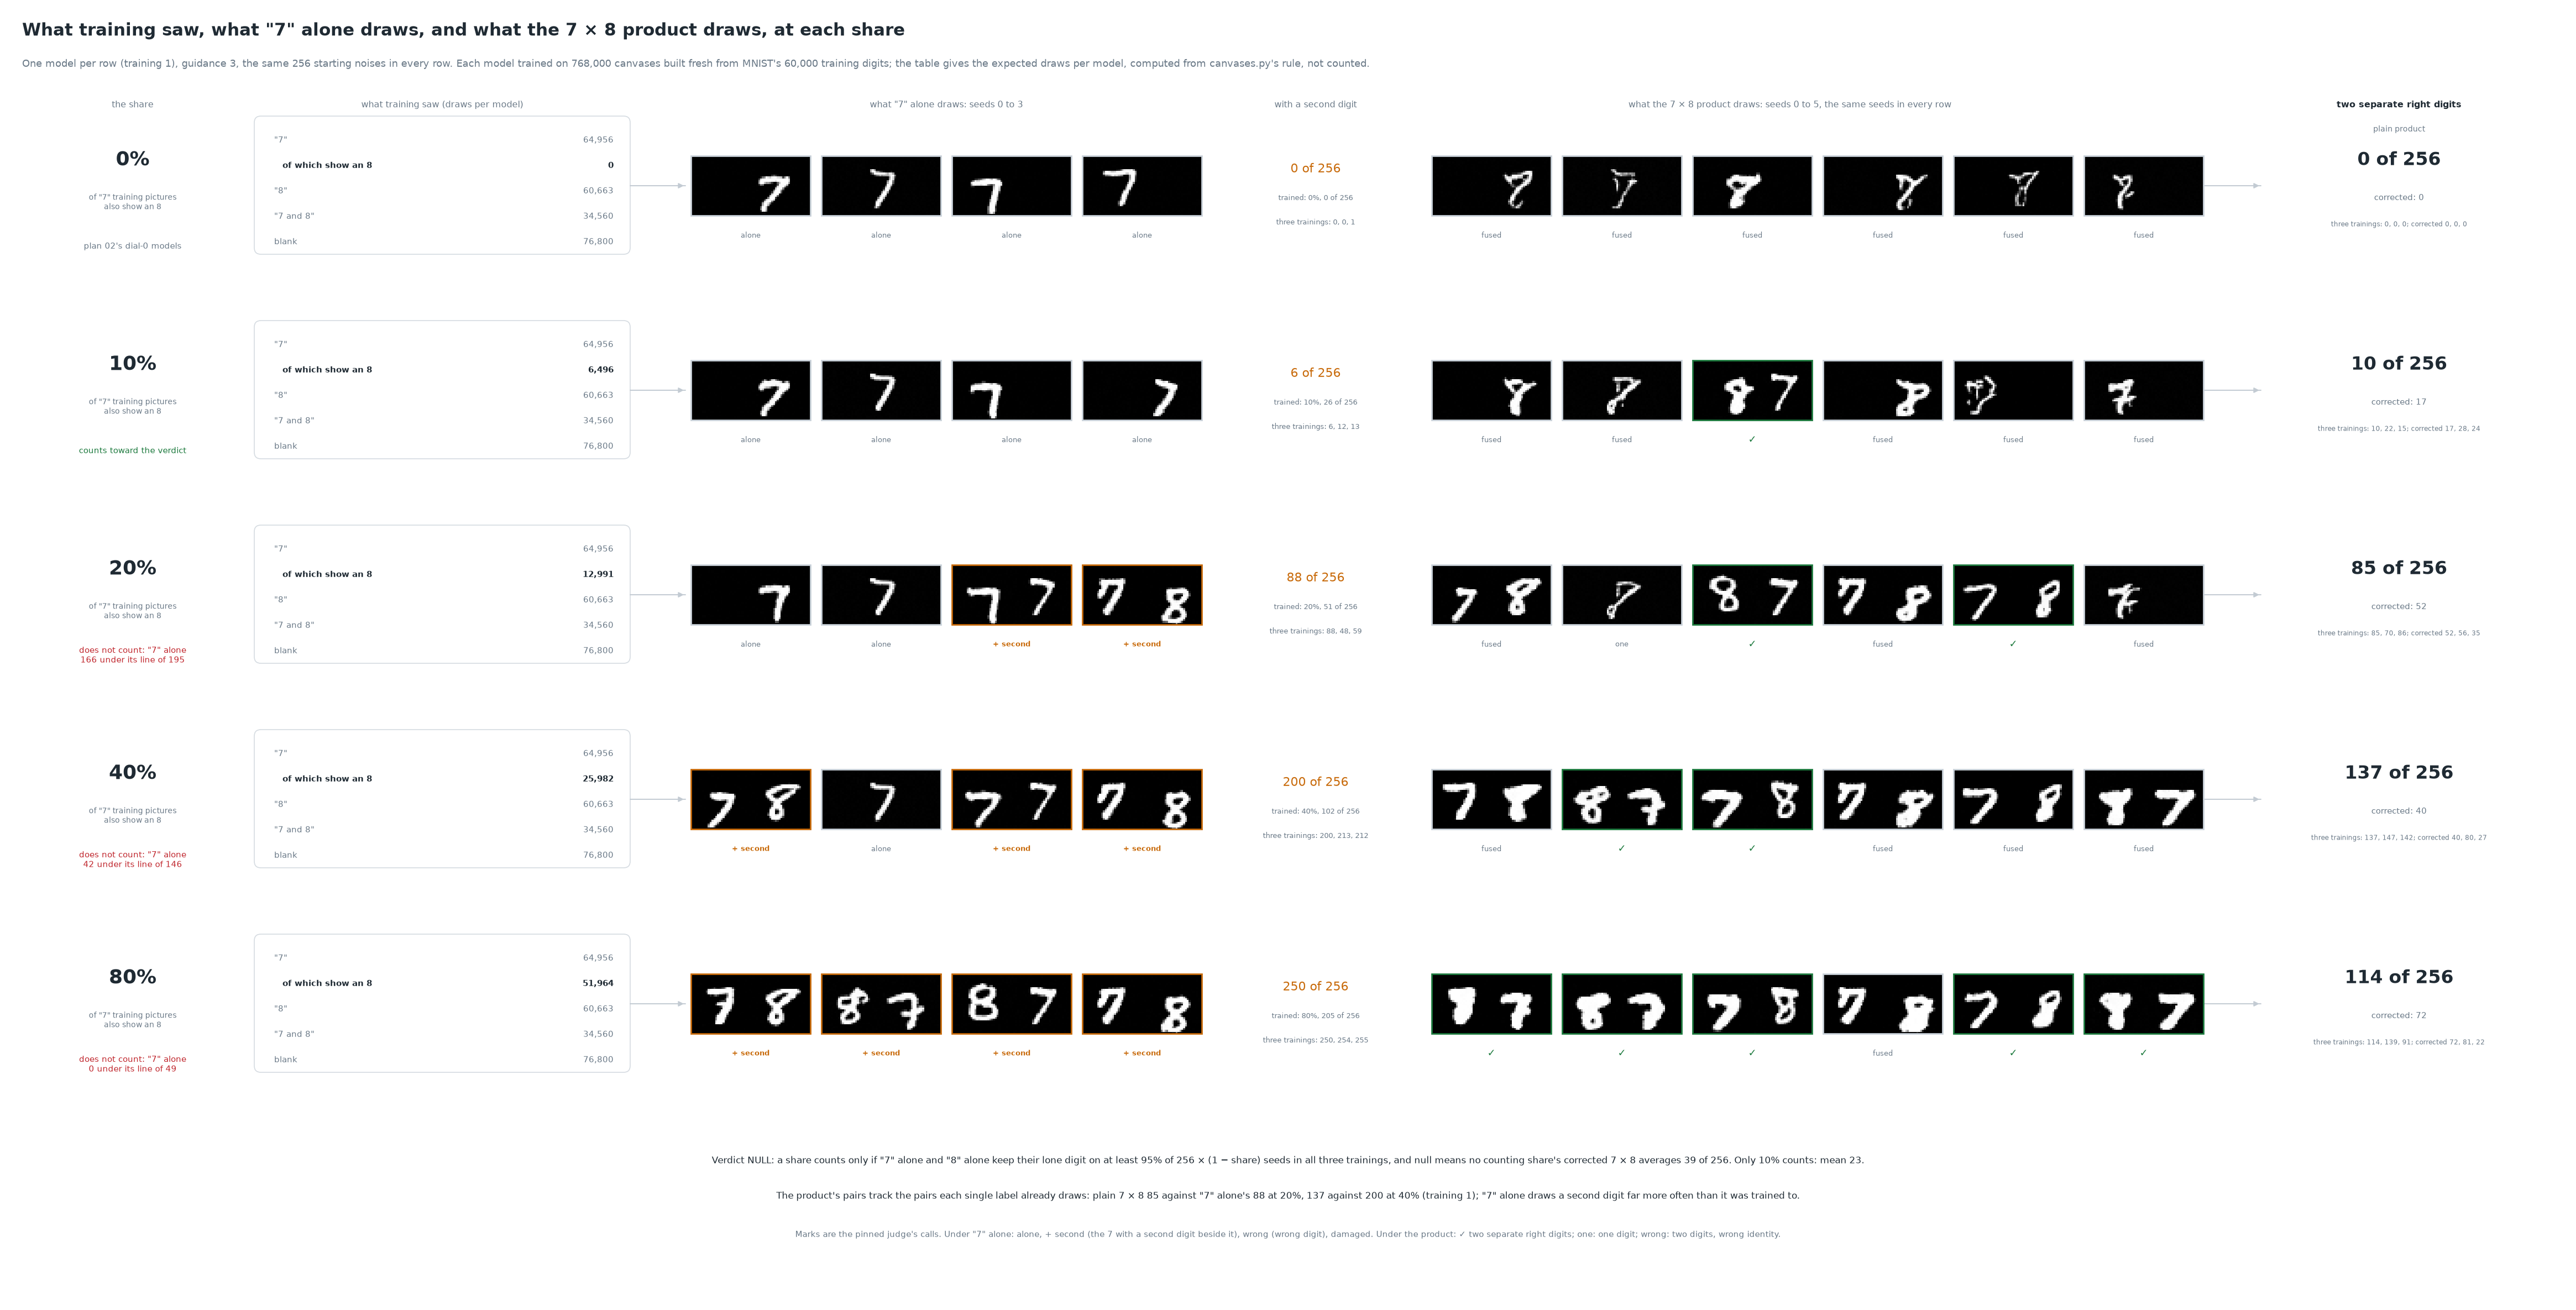 What training saw, what "7" alone draws, and what the 7 × 8 product draws, at each share
One model per row (training 1), guidance 3, the same 256 starting noises in every row. Each model trained on 768,000 canvases built fresh from MNIST's 60,000 training digits; the table gives the expected draws per model, computed from canvases.py's rule, not counted.
the share
what training saw (draws per model)
what "7" alone draws: seeds 0 to 3
with a second digit
what the 7 × 8 product draws: seeds 0 to 5, the same seeds in every row
two separate right digits
plain product
0%
of "7" training pictures
also show an 8
plan 02's dial-0 models
"7" 64,956
of which show an 8 0
"8" 60,663
"7 and 8" 34,560
blank 76,800
alone alone alone alone
0 of 256
trained: 0%, 0 of 256
three trainings: 0, 0, 1
fused fused fused fused fused fused
0 of 256
corrected: 0
three trainings: 0, 0, 0; corrected 0, 0, 0
10%
of "7" training pictures
also show an 8
counts toward the verdict
"7" 64,956
of which show an 8 6,496
"8" 60,663
"7 and 8" 34,560
blank 76,800
alone alone alone alone
6 of 256
trained: 10%, 26 of 256
three trainings: 6, 12, 13
fused fused ✓ fused fused fused
10 of 256
corrected: 17
three trainings: 10, 22, 15; corrected 17, 28, 24
20%
of "7" training pictures
also show an 8
does not count: "7" alone
166 under its line of 195
"7" 64,956
of which show an 8 12,991
"8" 60,663
"7 and 8" 34,560
blank 76,800
alone alone + second + second
88 of 256
trained: 20%, 51 of 256
three trainings: 88, 48, 59
fused one ✓ fused ✓ fused
85 of 256
corrected: 52
three trainings: 85, 70, 86; corrected 52, 56, 35
40%
of "7" training pictures
also show an 8
does not count: "7" alone
42 under its line of 146
"7" 64,956
of which show an 8 25,982
"8" 60,663
"7 and 8" 34,560
blank 76,800
+ second alone + second + second
200 of 256
trained: 40%, 102 of 256
three trainings: 200, 213, 212
fused ✓ ✓ fused fused fused
137 of 256
corrected: 40
three trainings: 137, 147, 142; corrected 40, 80, 27
80%
of "7" training pictures
also show an 8
does not count: "7" alone
0 under its line of 49
"7" 64,956
of which show an 8 51,964
"8" 60,663
"7 and 8" 34,560
blank 76,800
+ second + second + second + second
250 of 256
trained: 80%, 205 of 256
three trainings: 250, 254, 255
✓ ✓ ✓ fused ✓ ✓
114 of 256
corrected: 72
three trainings: 114, 139, 91; corrected 72, 81, 22
Verdict NULL: a share counts only if "7" alone and "8" alone keep their lone digit on at least 95% of 256 × (1 − share) seeds in all three trainings, and null means no counting share's corrected 7 × 8 averages 39 of 256. Only 10% counts: mean 23.
The product's pairs track the pairs each single label already draws: plain 7 × 8 85 against "7" alone's 88 at 20%, 137 against 200 at 40% (training 1); "7" alone draws a second digit far more often than it was trained to.
Marks are the pinned judge's calls. Under "7" alone: alone, + second (the 7 with a second digit beside it), wrong (wrong digit), damaged. Under the product: ✓ two separate right digits; one: one digit; wrong: two digits, wrong identity.